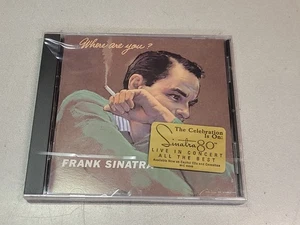 Where are you?
FRANK SINATRA
The Celebration
Is On:
Sinatra 80th
LIVE IN CONCERT
ALL THE BEST